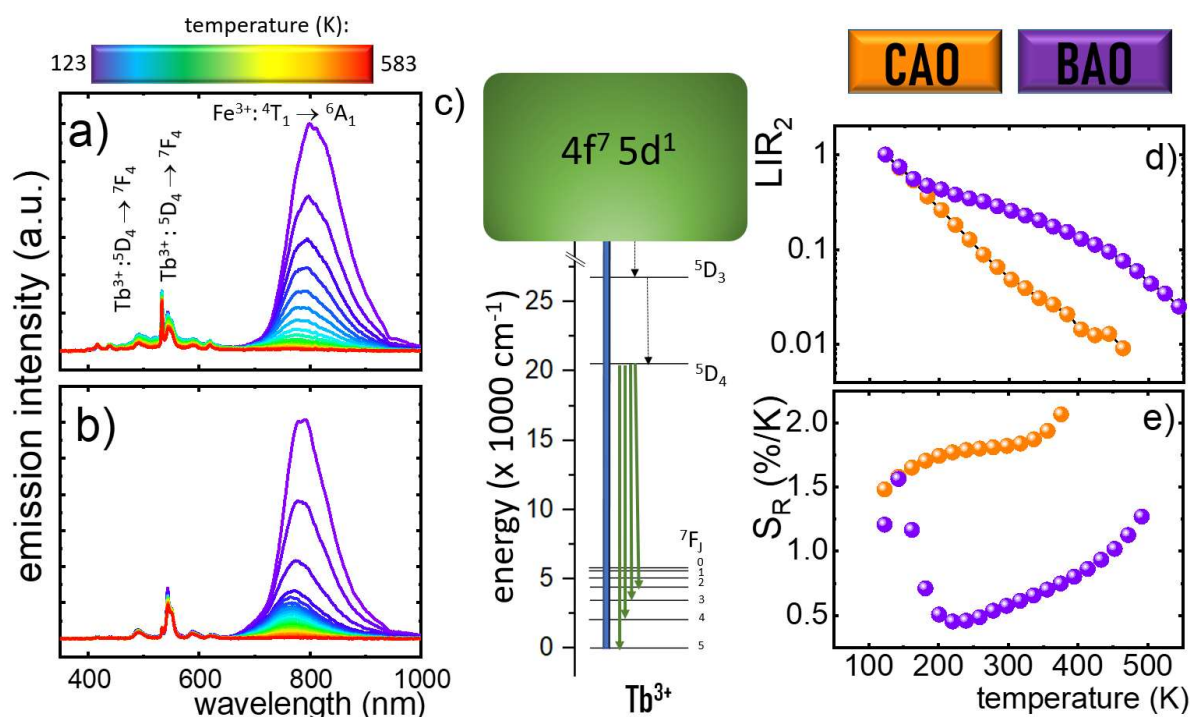 temperature (K):
123
583
a)
Tb³⁺:⁵D₄ → ⁷F₄
Tb³⁺: ⁵D₄ → ⁷F₄
Fe³⁺: ⁴T₁ → ⁶A₁
b)
emission intensity (a.u.)
400 600 800 1000
wavelength (nm)
c)
4f⁷ 5d¹
energy (x 1000 cm⁻¹)
25
20
15
10
5
0
⁵D₃
⁵D₄
⁷F_J
0
1
2
3
4
5
Tb³⁺
CAO
BAO
d)
LIR₂
1
0.1
0.01
e)
S_R (%/K)
2.0
1.5
1.0
0.5
100 200 300 400 500
temperature (K)